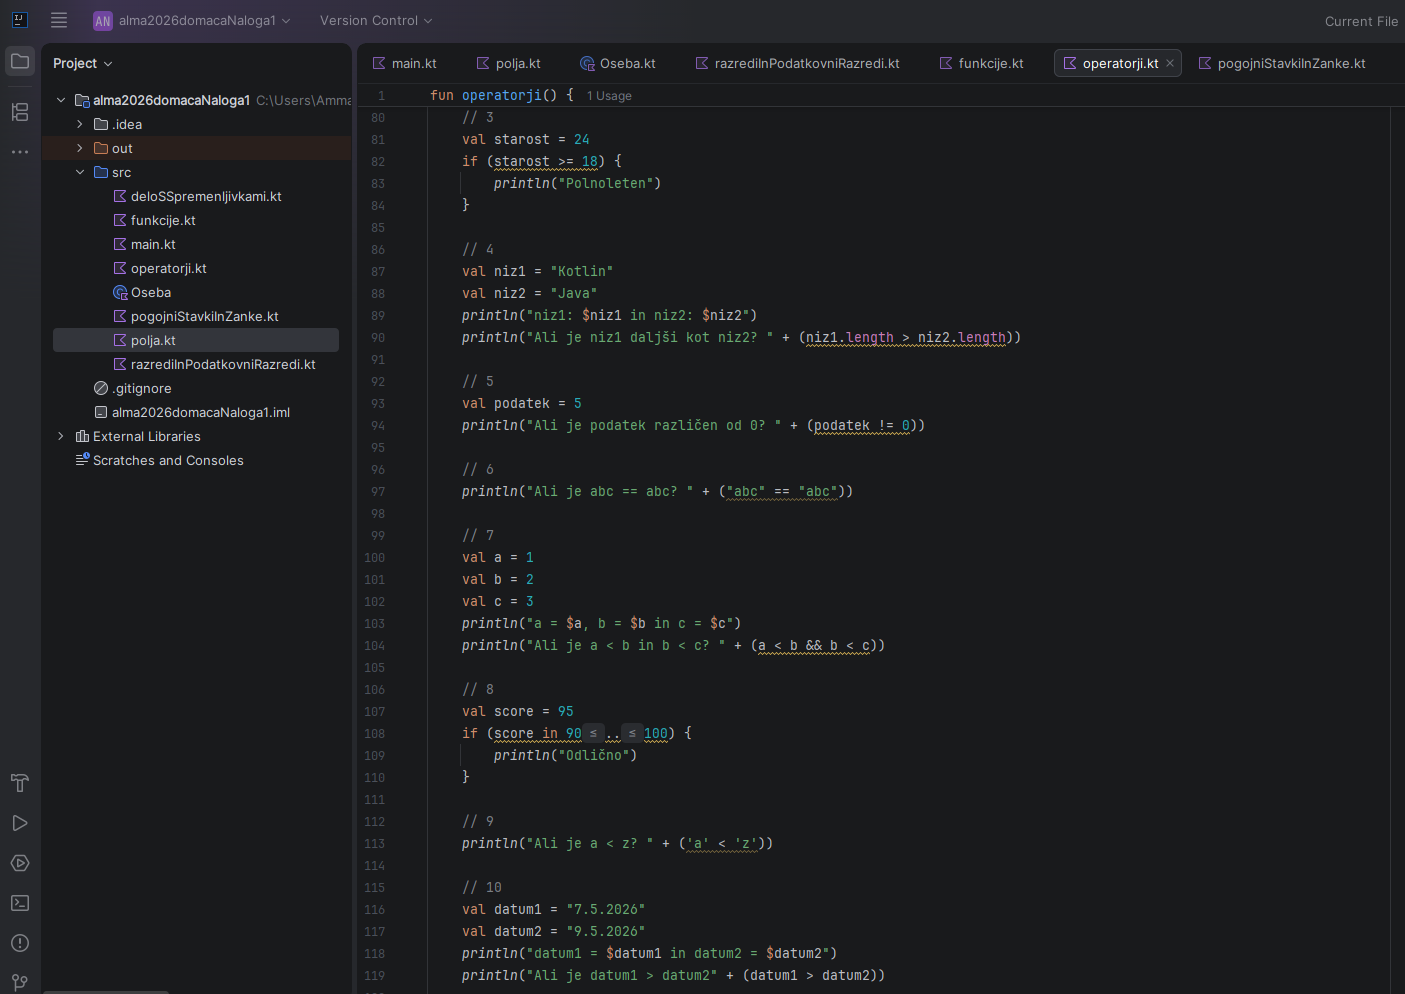 IJ
AN alma2026domacaNaloga1 Version Control Current File
Project
main.kt polja.kt Oseba.kt razrediInPodatkovniRazredi.kt funkcije.kt operatorji.kt pogojniStavkiInZanke.kt
alma2026domacaNaloga1 C:\Users\Amma
.idea
out
src
deloSSpremenljivkami.kt
funkcije.kt
main.kt
operatorji.kt
Oseba
pogojniStavkiInZanke.kt
polja.kt
razrediInPodatkovniRazredi.kt
.gitignore
alma2026domacaNaloga1.iml
External Libraries
Scratches and Consoles
1 fun operatorji() { 1 Usage
80 // 3
81 val starost = 24
82 if (starost >= 18) {
83 println("Polnoleten")
84 }
85
86 // 4
87 val niz1 = "Kotlin"
88 val niz2 = "Java"
89 println("niz1: $niz1 in niz2: $niz2")
90 println("Ali je niz1 daljši kot niz2? " + (niz1.length > niz2.length))
91
92 // 5
93 val podatek = 5
94 println("Ali je podatek različen od 0? " + (podatek != 0))
95
96 // 6
97 println("Ali je abc == abc? " + ("abc" == "abc"))
98
99 // 7
100 val a = 1
101 val b = 2
102 val c = 3
103 println("a = $a, b = $b in c = $c")
104 println("Ali je a < b in b < c? " + (a < b && b < c))
105
106 // 8
107 val score = 95
108 if (score in 90 ≤ .. ≤ 100) {
109 println("Odlično")
110 }
111
112 // 9
113 println("Ali je a < z? " + ('a' < 'z'))
114
115 // 10
116 val datum1 = "7.5.2026"
117 val datum2 = "9.5.2026"
118 println("datum1 = $datum1 in datum2 = $datum2")
119 println("Ali je datum1 > datum2" + (datum1 > datum2))